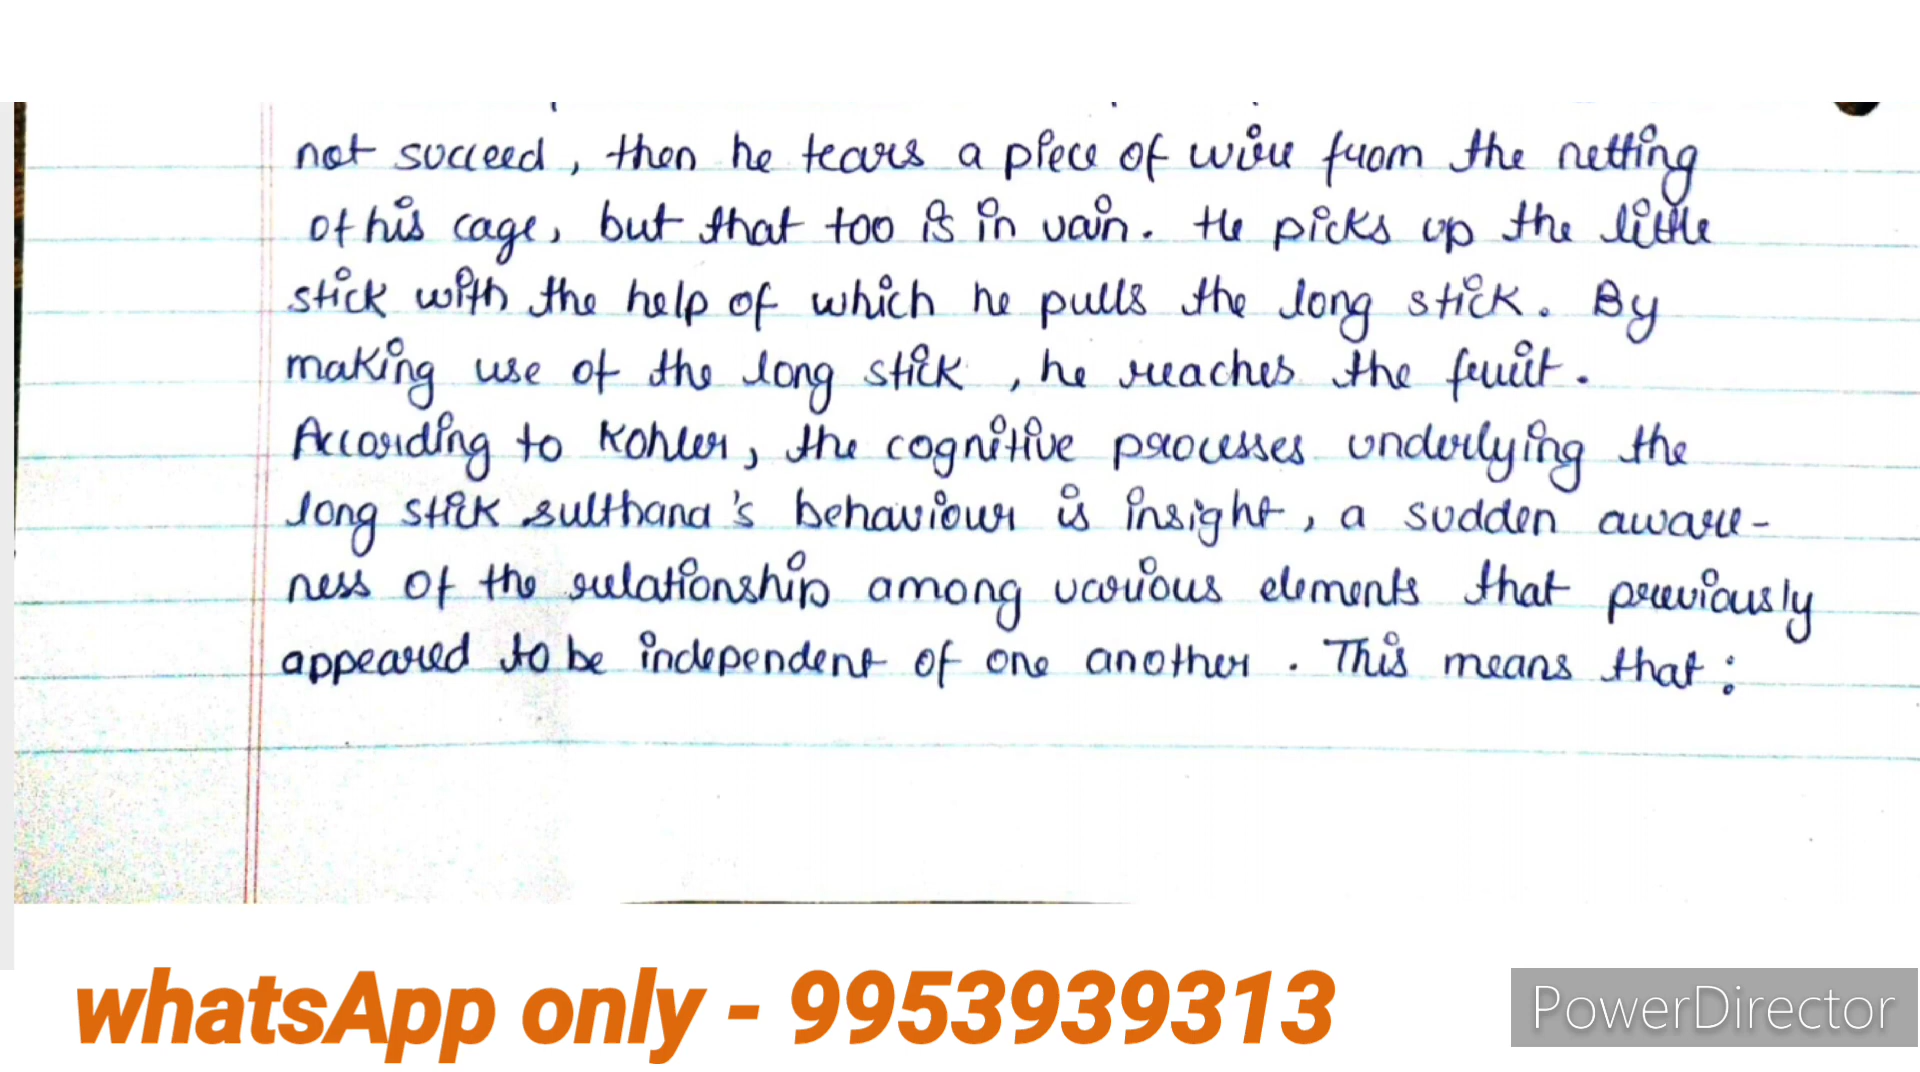 not succeed, then he tears a piece of wire from the netting
of his cage, but that too is in vain. He picks up the little
stick with the help of which he pulls the long stick. By
making use of the long stick, he reaches the fruit.
According to Kohler, the cognitive processes underlying the
long stick sulthana's behaviour is insight, a sudden aware-
ness of the relationship among various elements that previously
appeared to be independent of one another. This means that:
whatsApp only - 9953939313
PowerDirector